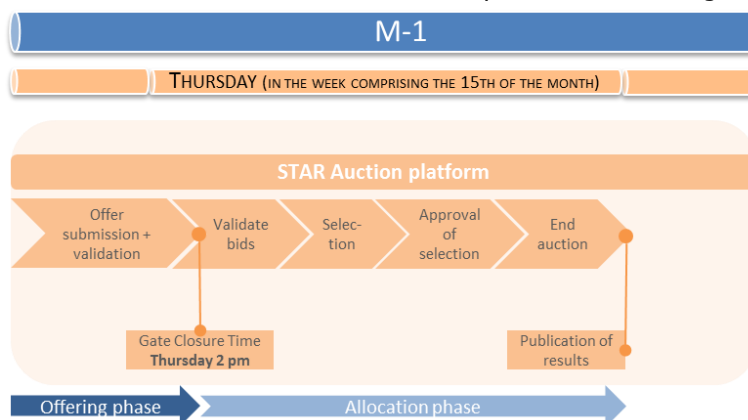 M-1
THURSDAY (IN THE WEEK COMPRISING THE 15TH OF THE MONTH)
STAR Auction platform
Offer
submission +
validation
Validate
bids
Selec-
tion
Approval
of
selection
End
auction
Gate Closure Time
Thursday 2 pm
Publication of
results
Offering phase
Allocation phase